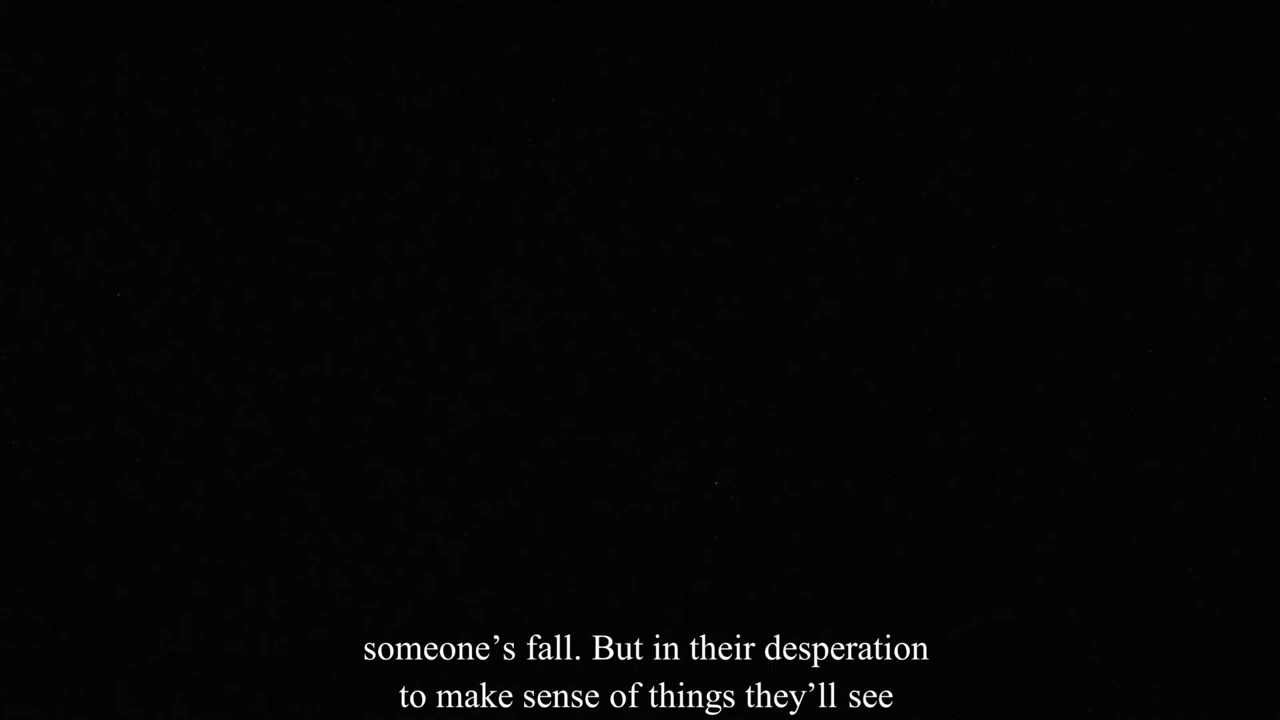 someone’s fall. But in their desperation
to make sense of things they’ll see